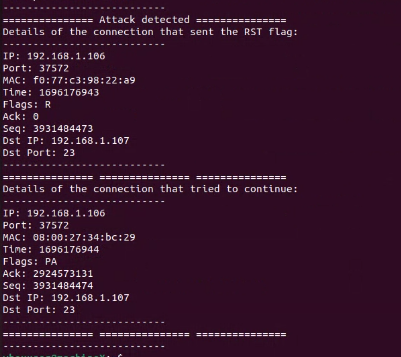 --------------------------
=============== Attack detected ===============
Details of the connection that sent the RST flag:
--------------------------
IP: 192.168.1.106
Port: 37572
MAC: f0:77:c3:98:22:a9
Time: 1696176943
Flags: R
Ack: 0
Seq: 3931484473
Dst IP: 192.168.1.107
Dst Port: 23
--------------------------
=============== =============== ===============
Details of the connection that tried to continue:
--------------------------
IP: 192.168.1.106
Port: 37572
MAC: 08:00:27:34:bc:29
Time: 1696176944
Flags: PA
Ack: 2924573131
Seq: 3931484474
Dst IP: 192.168.1.107
Dst Port: 23
--------------------------
=============== =============== ===============
--------------------------